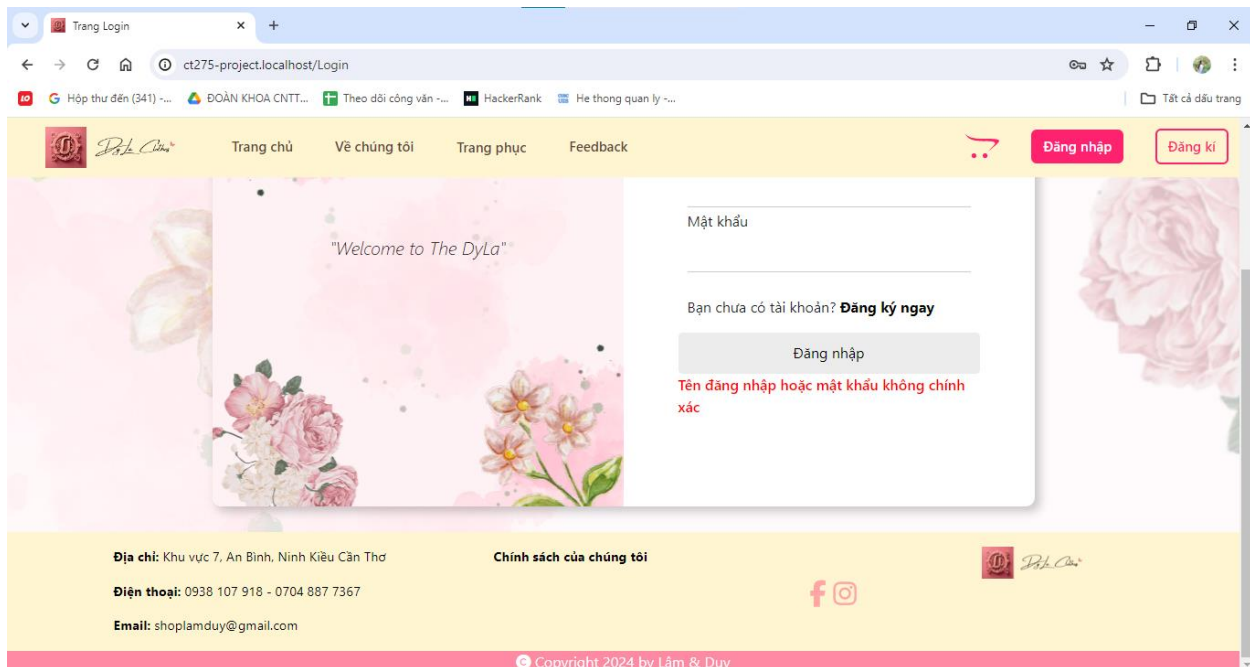 Trang Login
ct275-project.localhost/Login
Hộp thư đến (341) -... ĐOÀN KHOA CNTT... Theo dõi công văn -... HackerRank He thong quan ly -... Tất cả dấu trang
Trang chủ Về chúng tôi Trang phục Feedback Đăng nhập Đăng kí
"Welcome to The DyLa"
Mật khẩu
Bạn chưa có tài khoản? Đăng ký ngay
Đăng nhập
Tên đăng nhập hoặc mật khẩu không chính
xác
Địa chỉ: Khu vực 7, An Bình, Ninh Kiều Cần Thơ
Chính sách của chúng tôi
Điện thoại: 0938 107 918 - 0704 887 7367
Email: shoplamduy@gmail.com
Copyright 2024 by Lâm & Duy